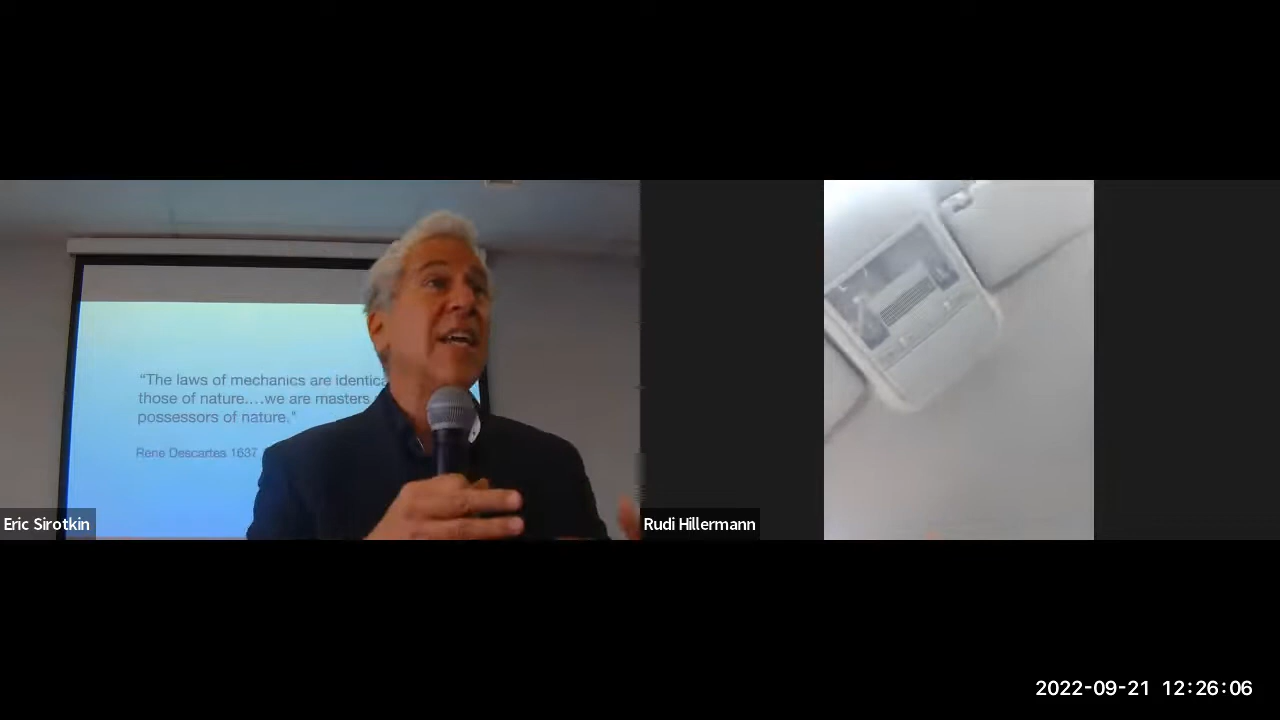 "The laws of mechanics are identica
those of nature....we are masters
possessors of nature."
Rene Descartes 1637
Eric Sirotkin
Rudi Hillermann
2022-09-21 12:26:06